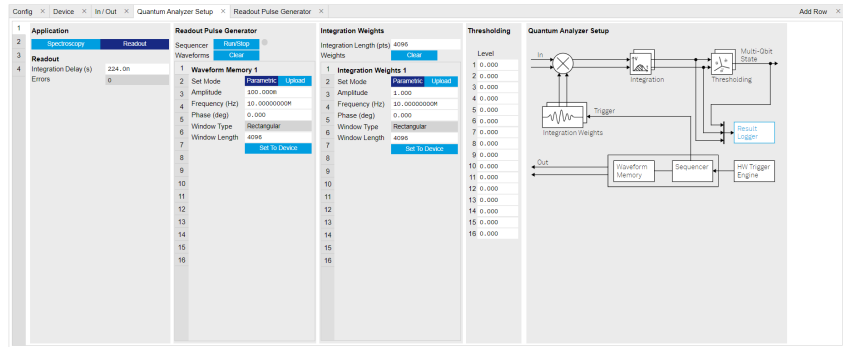 Config × Device × In / Out × Quantum Analyzer Setup × Readout Pulse Generator × Add Row ×
1
2
3
4
Application
Spectroscopy Readout
Readout
Integration Delay (s) 224.0n
Errors 0
Readout Pulse Generator
Sequencer Run/Stop
Waveforms Clear
1
2
3
4
5
6
7
8
9
10
11
12
13
14
15
16
Waveform Memory 1
Set Mode Parametric Upload
Amplitude 100.000m
Frequency (Hz) 10.00000000M
Phase (deg) 0.000
Window Type Rectangular
Window Length 4096
Set To Device
Integration Weights
Integration Length (pts) 4096
Weights Clear
1
2
3
4
5
6
7
8
9
10
11
12
13
14
15
16
Integration Weights 1
Set Mode Parametric Upload
Amplitude 1.000
Frequency (Hz) 10.00000000M
Phase (deg) 0.000
Window Type Rectangular
Window Length 4096
Set To Device
Thresholding
Level
1 0.000
2 0.000
3 0.000
4 0.000
5 0.000
6 0.000
7 0.000
8 0.000
9 0.000
10 0.000
11 0.000
12 0.000
13 0.000
14 0.000
15 0.000
16 0.000
Quantum Analyzer Setup
In
Integration
Thresholding
Multi-Qbit
State
Trigger
Integration Weights
Result
Logger
Out
Waveform
Memory
Sequencer
HW Trigger
Engine